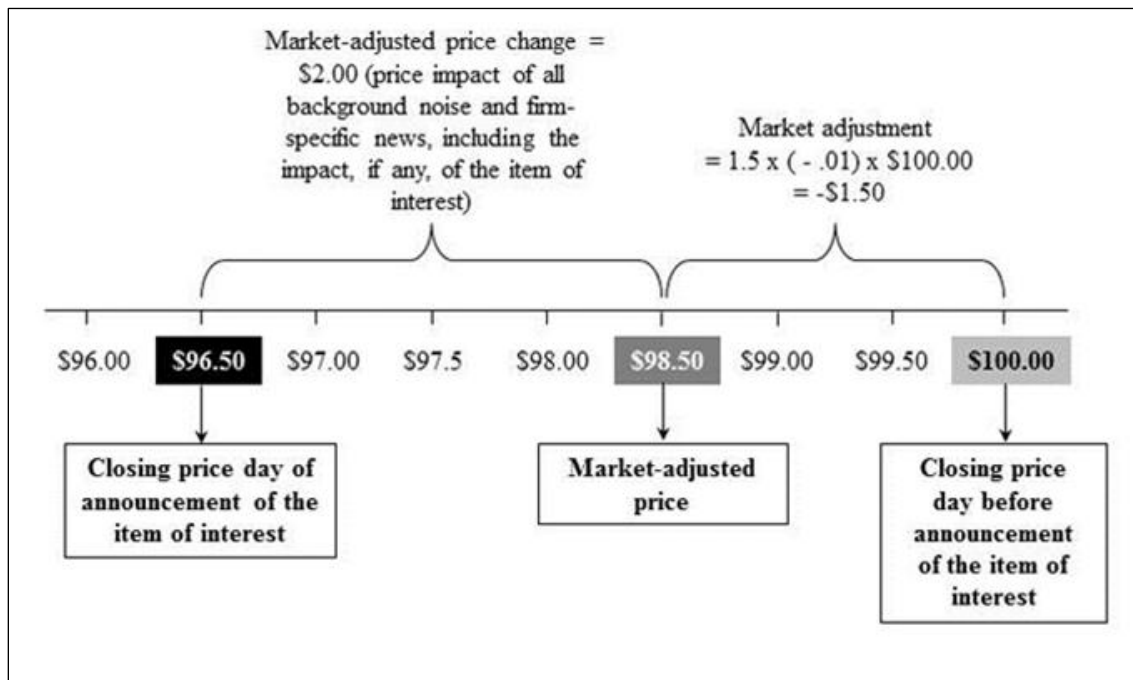 Market-adjusted price change =
$2.00 (price impact of all
background noise and firm-
specific news, including the
impact, if any, of the item of
interest)
Market adjustment
= 1.5 x ( - .01) x $100.00
= -$1.50
$96.00 $96.50 $97.00 $97.5 $98.00 $98.50 $99.00 $99.50 $100.00
Closing price day of
announcement of the
item of interest
Market-adjusted
price
Closing price
day before
announcement
of the item of
interest